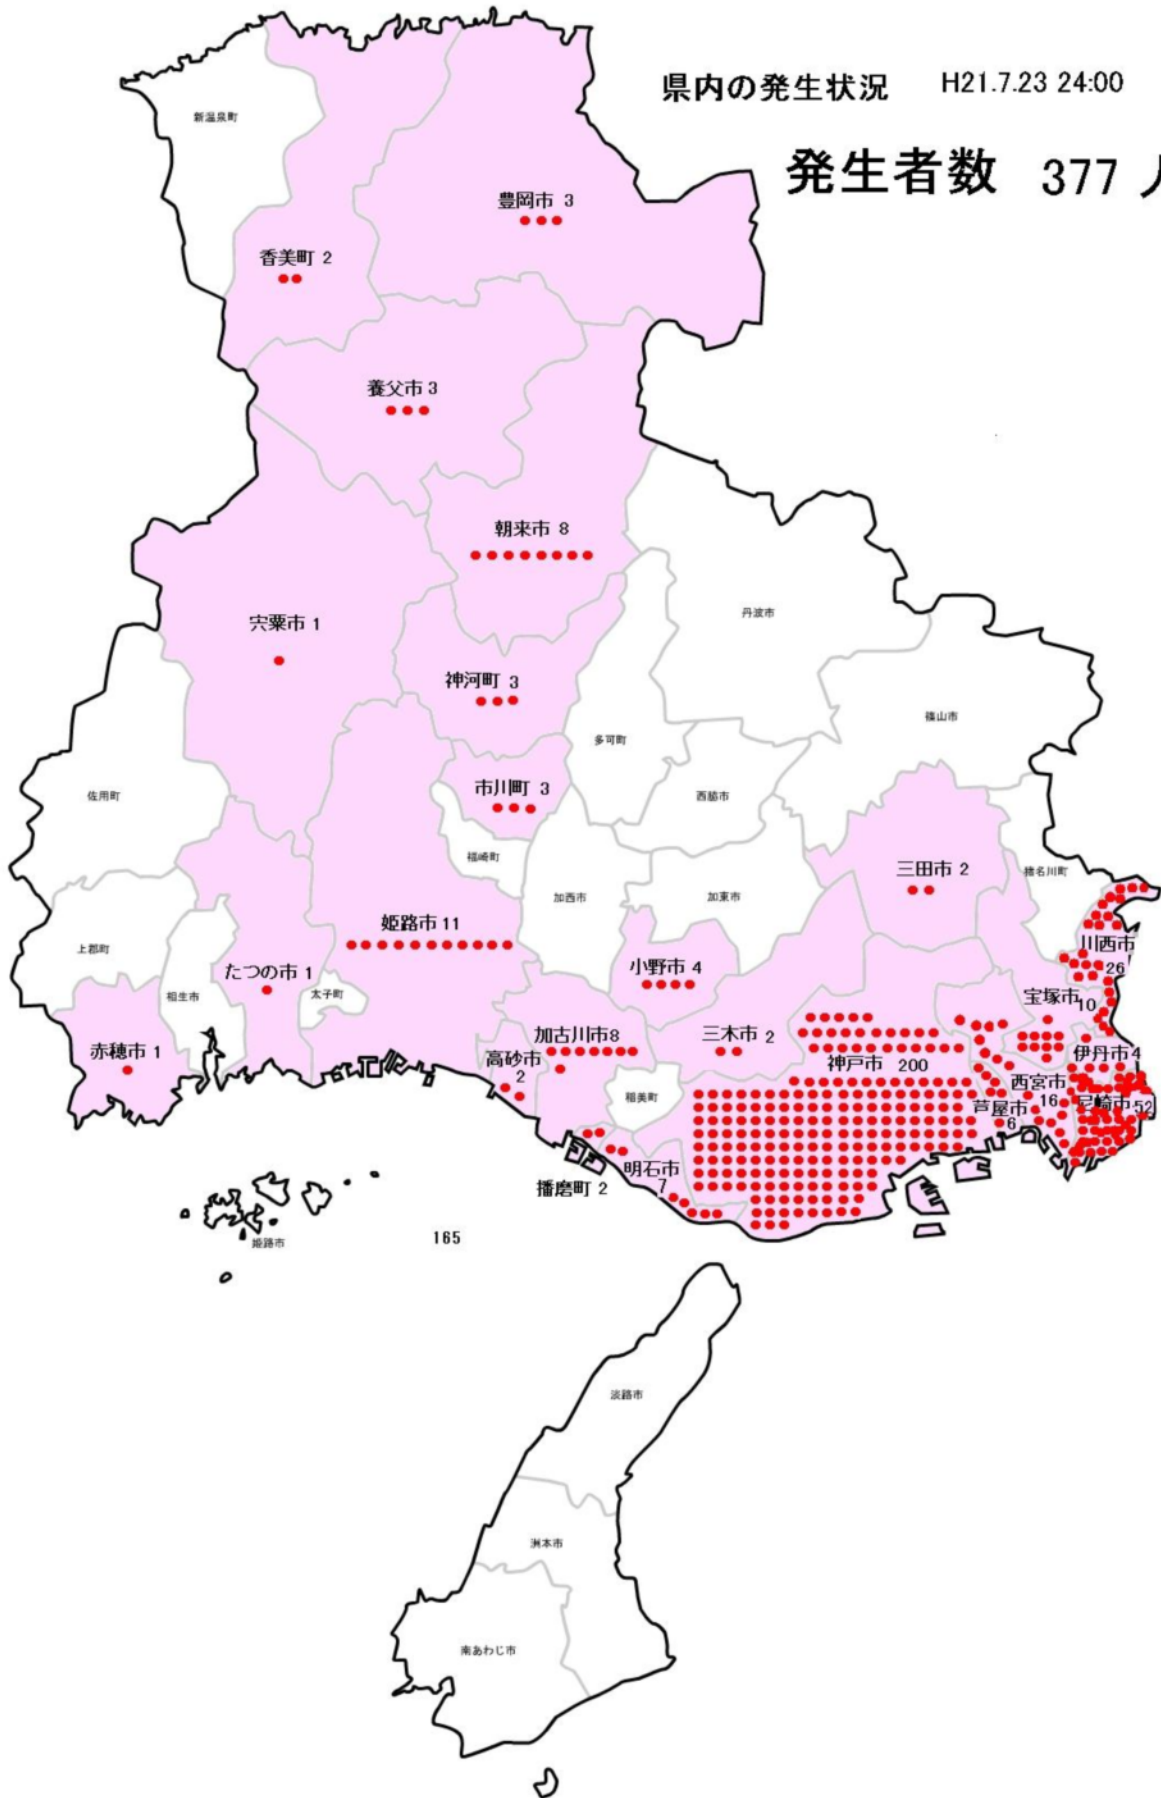 県内の発生状況 H21.7.23 24:00
発生者数 377 人
新温泉町
豊岡市 3
香美町 2
養父市 3
朝来市 8
丹波市
宍粟市 1
神河町 3
篠山市
多可町
市川町 3
佐用町
西脇市
福崎町
三田市 2
猪名川町
加西市
加東市
姫路市 11
川西市
26
上郡町
たつの市 1
小野市 4
相生市
太子町
宝塚市 10
加古川市 8
三木市 2
赤穂市 1
高砂市
2
神戸市 200
伊丹市 4
西宮市
16
稲美町
芦屋市
6
尼崎市 52
明石市
7
播磨町 2
姫路市
165
淡路市
洲本市
南あわじ市